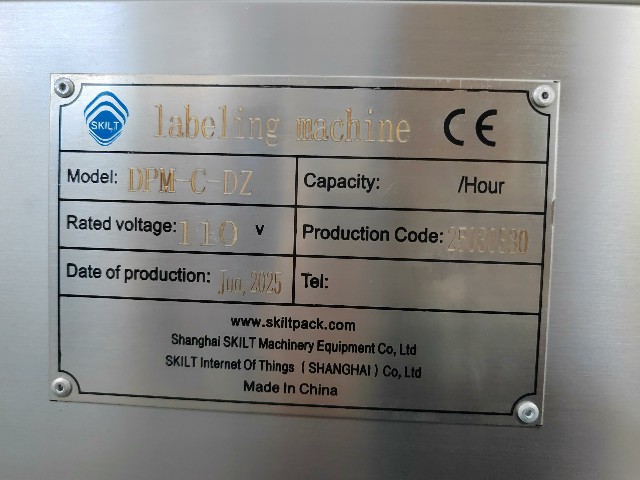 SKILT labeling machine CE
Model: DPM-C-DZ Capacity: /Hour
Rated voltage: 110 v Production Code:
Date of production: 2025 Tel:
www.skiltpack.com
Shanghai SKILT Machinery Equipment Co, Ltd
SKILT Internet Of Things ( SHANGHAI ) Co, Ltd
Made In China